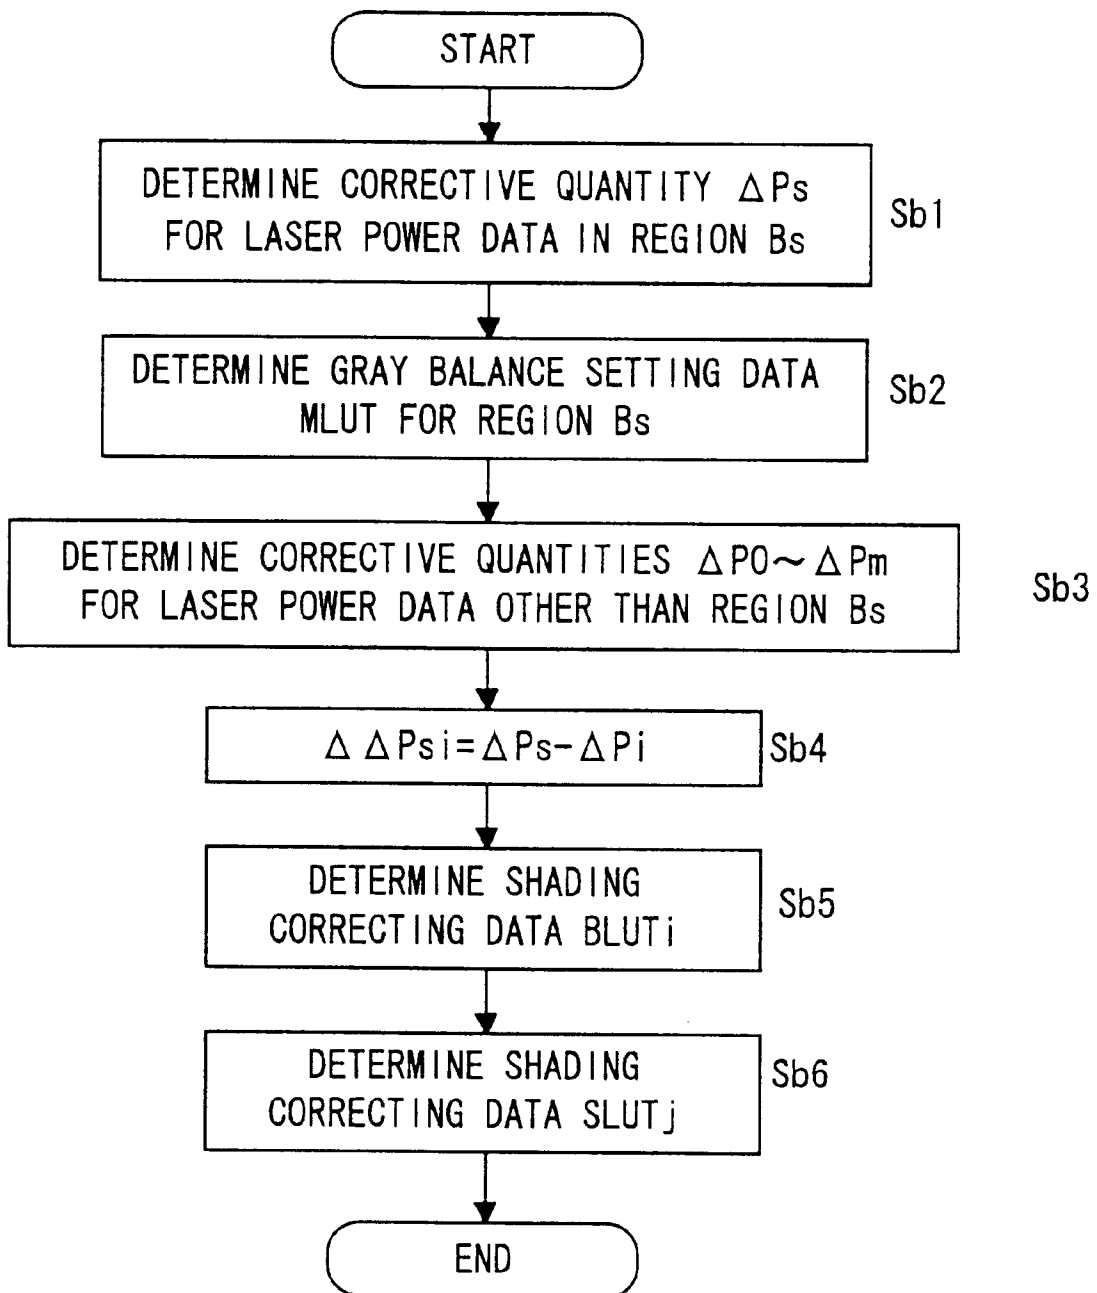 START
DETERMINE CORRECTIVE QUANTITY ΔPs
FOR LASER POWER DATA IN REGION Bs
Sb1
DETERMINE GRAY BALANCE SETTING DATA
MLUT FOR REGION Bs
Sb2
DETERMINE CORRECTIVE QUANTITIES ΔP0~ΔPm
FOR LASER POWER DATA OTHER THAN REGION Bs
Sb3
ΔΔPsi=ΔPs-ΔPi
Sb4
DETERMINE SHADING
CORRECTING DATA BLUTi
Sb5
DETERMINE SHADING
CORRECTING DATA SLUTj
Sb6
END